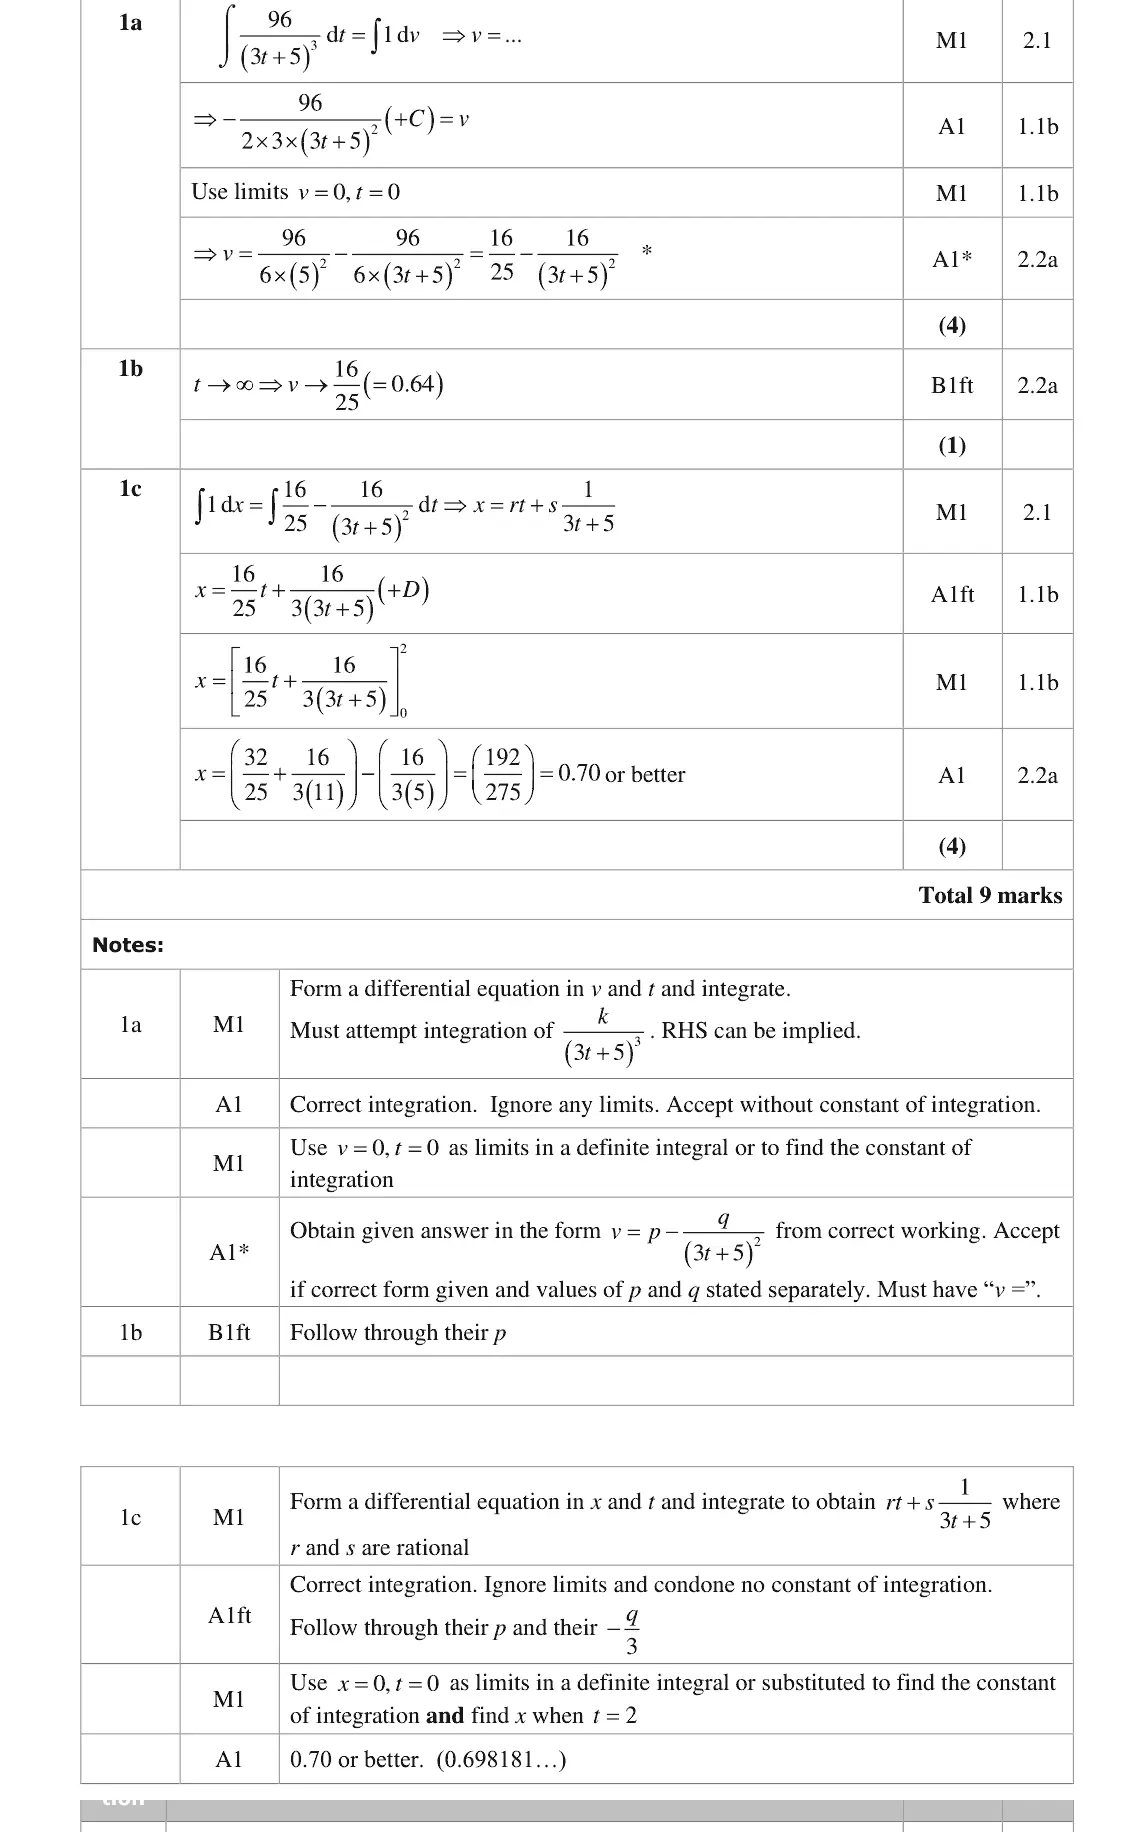 1a ∫ 96/(3t + 5)³ dt = ∫ 1 dv ⇒ v = ... M1 2.1
⇒ − 96/(2×3×(3t + 5)²) (+C) = v A1 1.1b
Use limits v = 0, t = 0 M1 1.1b
⇒ v = 96/(6×(5)²) − 96/(6×(3t + 5)²) = 16/25 − 16/(3t + 5)² * A1* 2.2a
(4)
1b t → ∞ ⇒ v → 16/25 (= 0.64) B1ft 2.2a
(1)
1c ∫ 1 dx = ∫ 16/25 − 16/(3t + 5)² dt ⇒ x = rt + s 1/(3t + 5) M1 2.1
x = 16/25 t + 16/(3(3t + 5)) (+D) A1ft 1.1b
x = [16/25 t + 16/(3(3t + 5))]₀² M1 1.1b
x = (32/25 + 16/(3(11))) − (16/(3(5))) = (192/275) = 0.70 or better A1 2.2a
(4)
Total 9 marks
Notes:
1a M1 Form a differential equation in v and t and integrate.
Must attempt integration of k/(3t + 5)³ . RHS can be implied.
A1 Correct integration. Ignore any limits. Accept without constant of integration.
M1 Use v = 0, t = 0 as limits in a definite integral or to find the constant of
integration
A1* Obtain given answer in the form v = p − q/(3t + 5)² from correct working. Accept
if correct form given and values of p and q stated separately. Must have “v =”.
1b B1ft Follow through their p
1c M1 Form a differential equation in x and t and integrate to obtain rt + s 1/(3t + 5) where
r and s are rational
A1ft Correct integration. Ignore limits and condone no constant of integration.
Follow through their p and their − q/3
M1 Use x = 0, t = 0 as limits in a definite integral or substituted to find the constant
of integration and find x when t = 2
A1 0.70 or better. (0.698181…)
tion